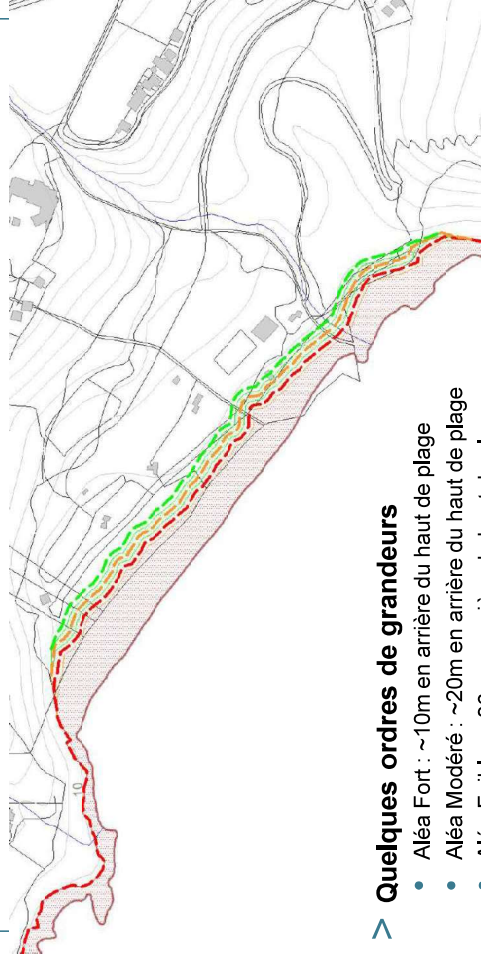 > Quelques ordres de grandeurs
• Aléa Fort : ~10m en arrière du haut de plage
• Aléa Modéré : ~20m en arrière du haut de plage
10